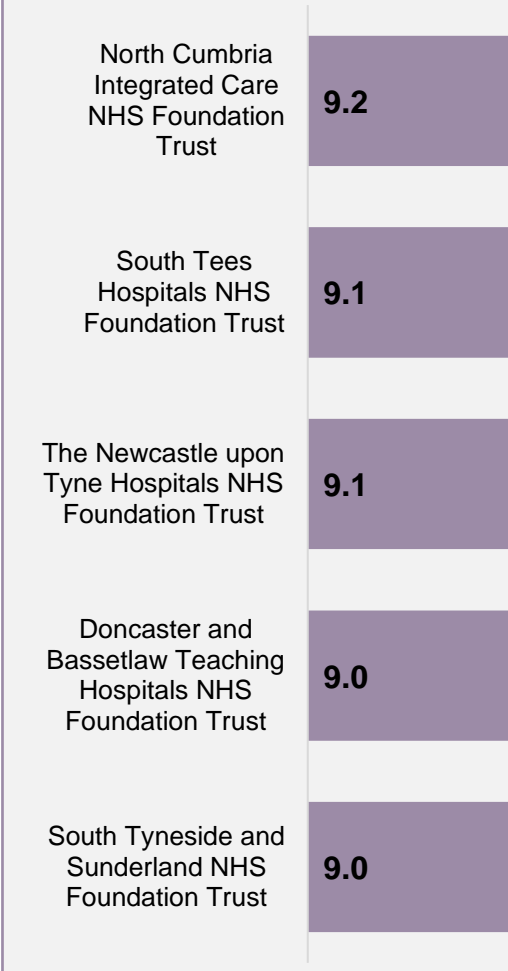 North Cumbria
Integrated Care
NHS Foundation
Trust
9.2
South Tees
Hospitals NHS
Foundation Trust
9.1
The Newcastle upon
Tyne Hospitals NHS
Foundation Trust
9.1
Doncaster and
Bassetlaw Teaching
Hospitals NHS
Foundation Trust
9.0
South Tyneside and
Sunderland NHS
Foundation Trust
9.0